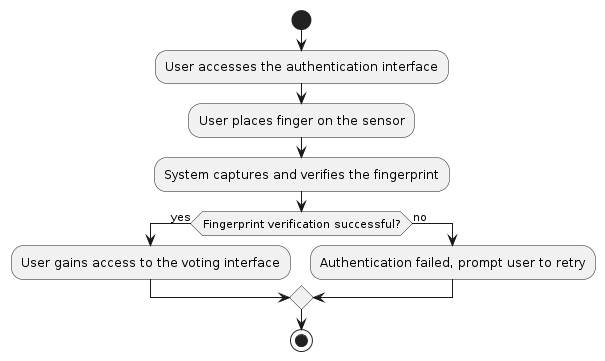 User accesses the authentication interface
User places finger on the sensor
System captures and verifies the fingerprint
yes
Fingerprint verification successful?
no
User gains access to the voting interface
Authentication failed, prompt user to retry